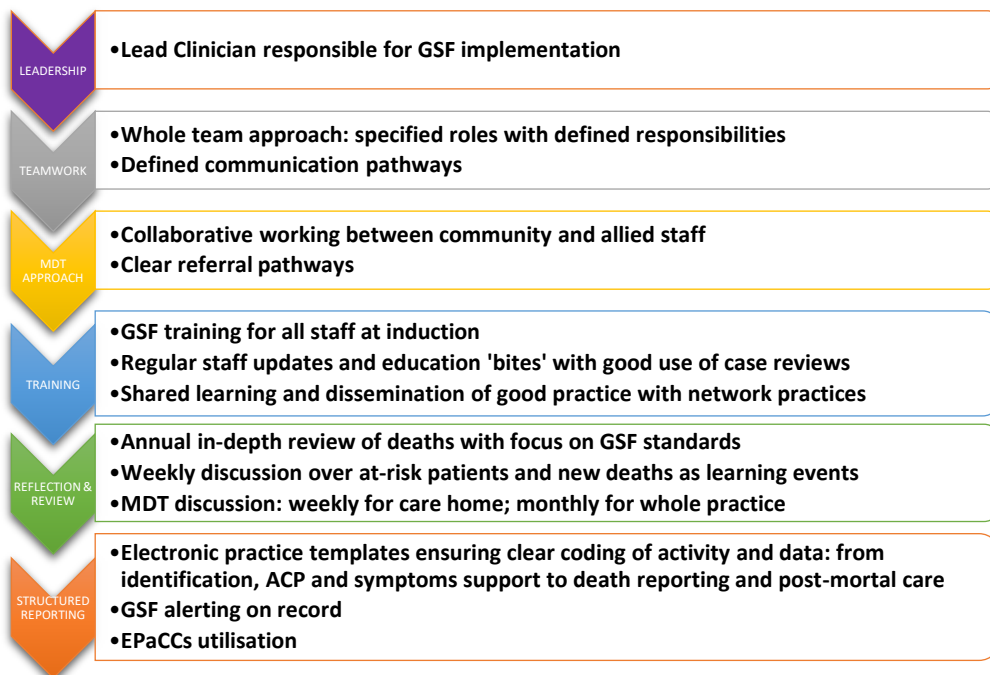 LEADERSHIP
•Lead Clinician responsible for GSF implementation
TEAMWORK
•Whole team approach: specified roles with defined responsibilities
•Defined communication pathways
MDT
APPROACH
•Collaborative working between community and allied staff
•Clear referral pathways
TRAINING
•GSF training for all staff at induction
•Regular staff updates and education 'bites' with good use of case reviews
•Shared learning and dissemination of good practice with network practices
REFLECTION &
REVIEW
•Annual in-depth review of deaths with focus on GSF standards
•Weekly discussion over at-risk patients and new deaths as learning events
•MDT discussion: weekly for care home; monthly for whole practice
STRUCTURED
REPORTING
•Electronic practice templates ensuring clear coding of activity and data: from
identification, ACP and symptoms support to death reporting and post-mortal care
•GSF alerting on record
•EPaCCs utilisation